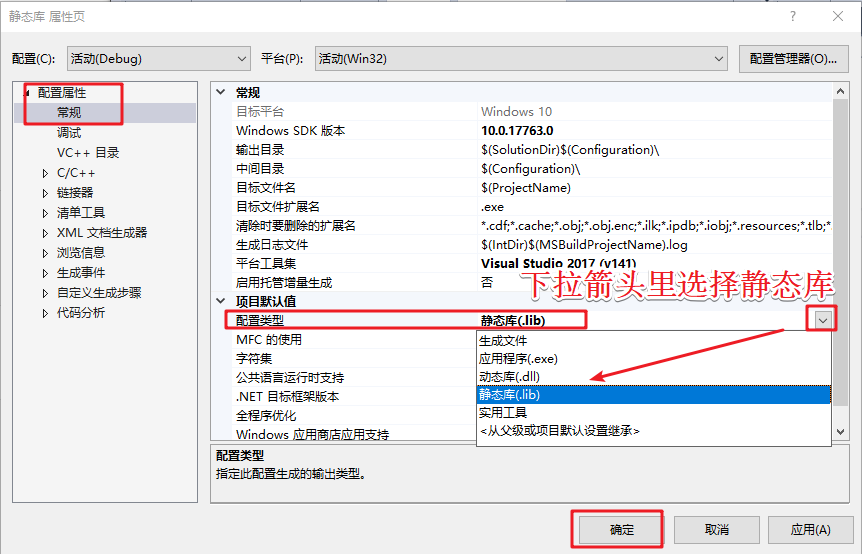 静态库 属性页
配置(C): 活动(Debug) 平台(P): 活动(Win32) 配置管理器(O)...
配置属性
常规
调试
VC++ 目录
C/C++
链接器
清单工具
XML 文档生成器
浏览信息
生成事件
自定义生成步骤
代码分析
常规
目标平台 Windows 10
Windows SDK 版本 10.0.17763.0
输出目录 $(SolutionDir)$(Configuration)\
中间目录 $(Configuration)\
目标文件名 $(ProjectName)
目标文件扩展名 .exe
清除时要删除的扩展名 *.cdf;*.cache;*.obj;*.obj.enc;*.ilk;*.ipdb;*.iobj;*.resources;*.tlb;*
生成日志文件 $(IntDir)$(MSBuildProjectName).log
平台工具集 Visual Studio 2017 (v141)
启用托管增量生成 否
下拉箭头里选择静态库
项目默认值
配置类型 静态库(.lib)
MFC 的使用
字符集
公共语言运行时支持
.NET 目标框架版本
全程序优化
Windows 应用商店应用支持
生成文件
应用程序(.exe)
动态库(.dll)
静态库(.lib)
实用工具
<从父级或项目默认设置继承>
配置类型
指定此配置生成的输出类型。
确定 取消 应用(A)